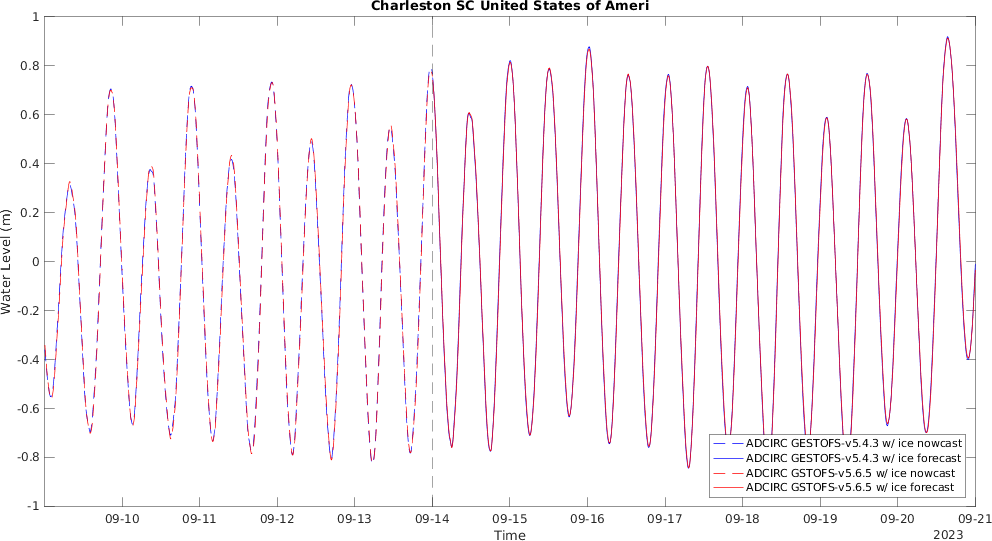 Charleston SC United States of Ameri
1
0.8
0.6
0.4
0.2
0
-0.2
-0.4
-0.6
-0.8
-1
Water Level (m)
ADCIRC GESTOFS-v5.4.3 w/ ice nowcast
ADCIRC GESTOFS-v5.4.3 w/ ice forecast
ADCIRC GSTOFS-v5.6.5 w/ ice nowcast
ADCIRC GSTOFS-v5.6.5 w/ ice forecast
09-10 09-11 09-12 09-13 09-14 09-15 09-16 09-17 09-18 09-19 09-20 09-21
Time
2023